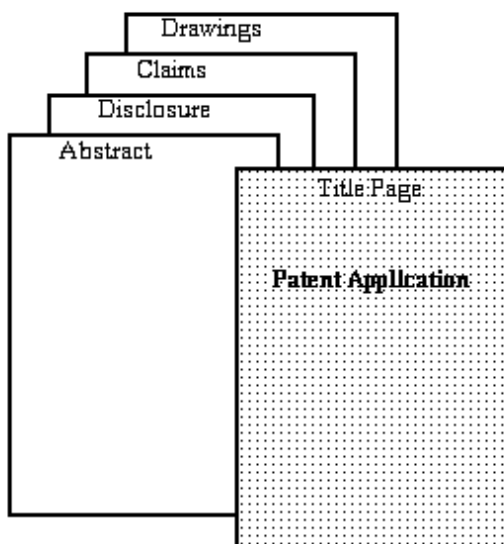 Drawings
Claims
Disclosure
Abstract
Title Page
Patent Application